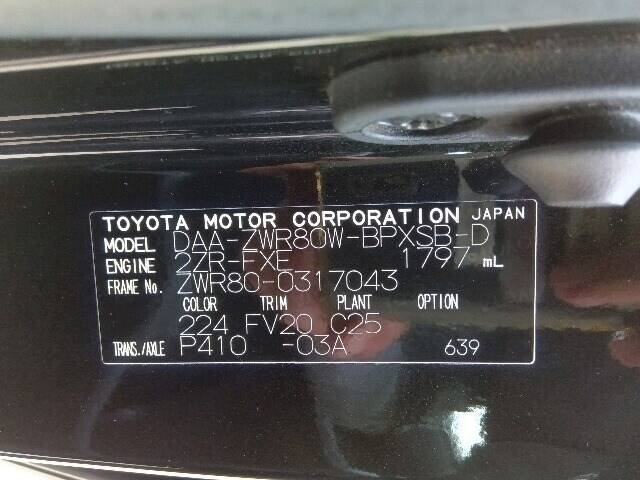 TOYOTA MOTOR CORPORATION JAPAN
MODEL DAA-ZWR80W-BPXSB-D
ENGINE 2ZR-FXE 1797 mL
FRAME No. ZWR80-0317043
COLOR TRIM PLANT OPTION
224 FV20 C25
TRANS./AXLE P410 -03A 639